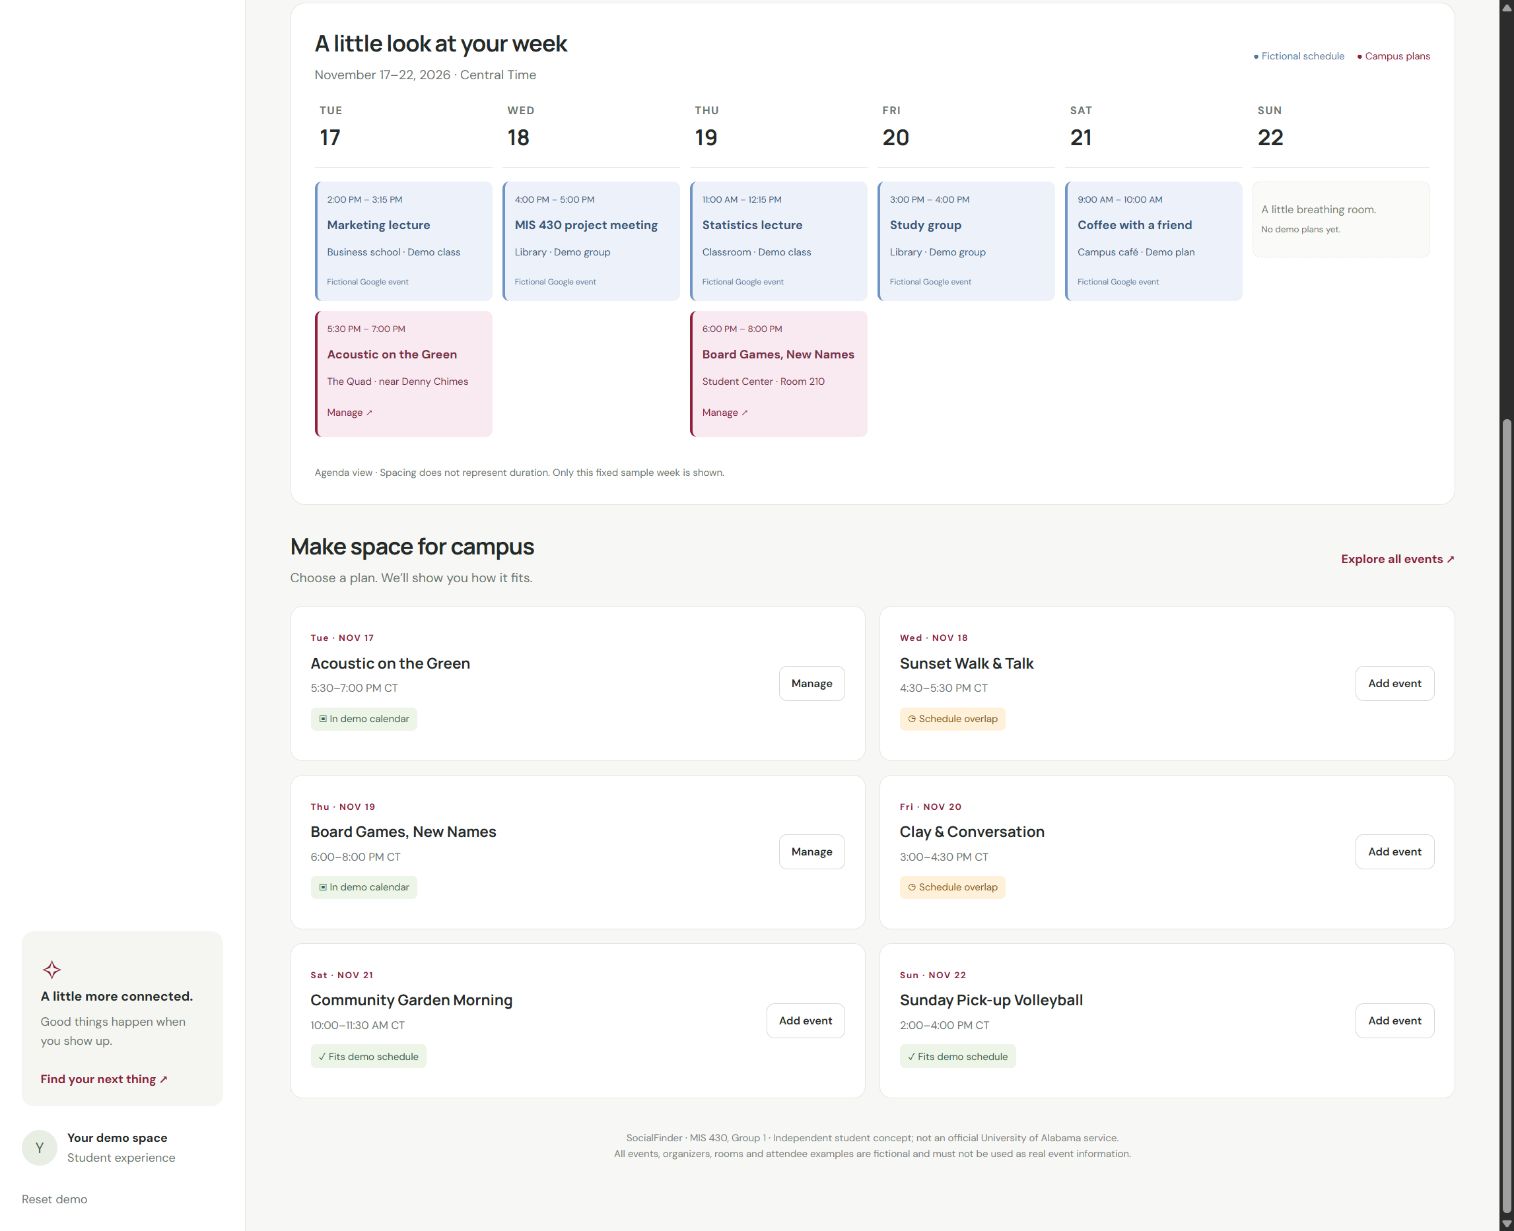 A little look at your week
November 17–22, 2026 · Central Time
● Fictional schedule ● Campus plans
TUE
17
WED
18
THU
19
FRI
20
SAT
21
SUN
22
2:00 PM – 3:15 PM
Marketing lecture
Business school · Demo class
Fictional Google event
4:00 PM – 5:00 PM
MIS 430 project meeting
Library · Demo group
Fictional Google event
11:00 AM – 12:15 PM
Statistics lecture
Classroom · Demo class
Fictional Google event
3:00 PM – 4:00 PM
Study group
Library · Demo group
Fictional Google event
9:00 AM – 10:00 AM
Coffee with a friend
Campus café · Demo plan
Fictional Google event
A little breathing room.
No demo plans yet.
5:30 PM – 7:00 PM
Acoustic on the Green
The Quad · near Denny Chimes
Manage ↗
6:00 PM – 8:00 PM
Board Games, New Names
Student Center · Room 210
Manage ↗
Agenda view · Spacing does not represent duration. Only this fixed sample week is shown.
Make space for campus
Choose a plan. We'll show you how it fits.
Explore all events ↗
Tue · NOV 17
Acoustic on the Green
5:30–7:00 PM CT
▣ In demo calendar
Manage
Wed · NOV 18
Sunset Walk & Talk
4:30–5:30 PM CT
◷ Schedule overlap
Add event
Thu · NOV 19
Board Games, New Names
6:00–8:00 PM CT
▣ In demo calendar
Manage
Fri · NOV 20
Clay & Conversation
3:00–4:30 PM CT
◷ Schedule overlap
Add event
Sat · NOV 21
Community Garden Morning
10:00–11:30 AM CT
✓ Fits demo schedule
Add event
Sun · NOV 22
Sunday Pick-up Volleyball
2:00–4:00 PM CT
✓ Fits demo schedule
Add event
A little more connected.
Good things happen when
you show up.
Find your next thing ↗
Y
Your demo space
Student experience
Reset demo
SocialFinder · MIS 430, Group 1 · Independent student concept; not an official University of Alabama service.
All events, organizers, rooms and attendee examples are fictional and must not be used as real event information.